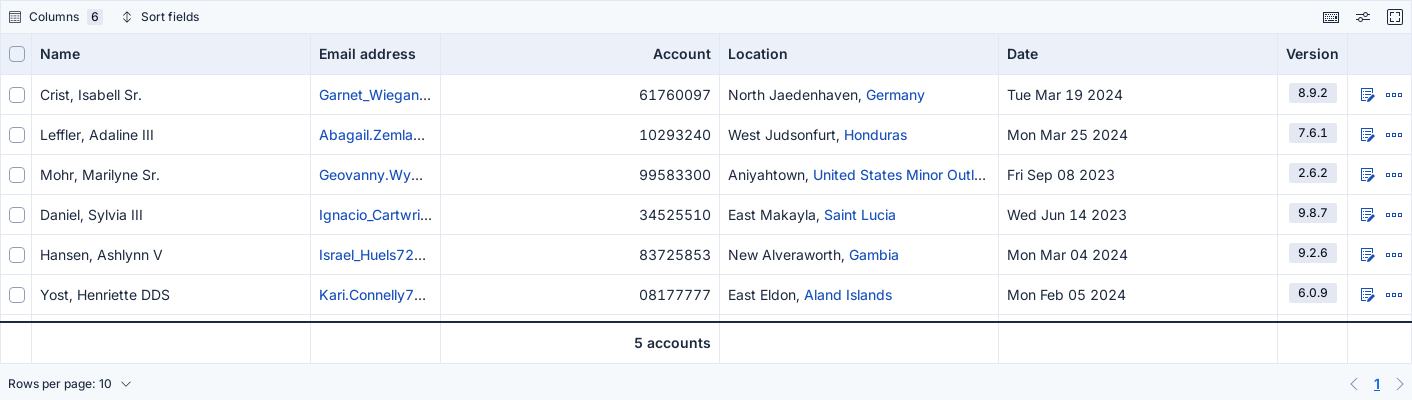 Columns 6 Sort fields
Name Email address Account Location Date Version
Crist, Isabell Sr. Garnet_Wiegan... 61760097 North Jaedenhaven, Germany Tue Mar 19 2024 8.9.2
Leffler, Adaline III Abagail.Zemla... 10293240 West Judsonfurt, Honduras Mon Mar 25 2024 7.6.1
Mohr, Marilyne Sr. Geovanny.Wy... 99583300 Aniyahtown, United States Minor Outl... Fri Sep 08 2023 2.6.2
Daniel, Sylvia III Ignacio_Cartwri... 34525510 East Makayla, Saint Lucia Wed Jun 14 2023 9.8.7
Hansen, Ashlynn V Israel_Huels72... 83725853 New Alveraworth, Gambia Mon Mar 04 2024 9.2.6
Yost, Henriette DDS Kari.Connelly7... 08177777 East Eldon, Aland Islands Mon Feb 05 2024 6.0.9
5 accounts
Rows per page: 10 1